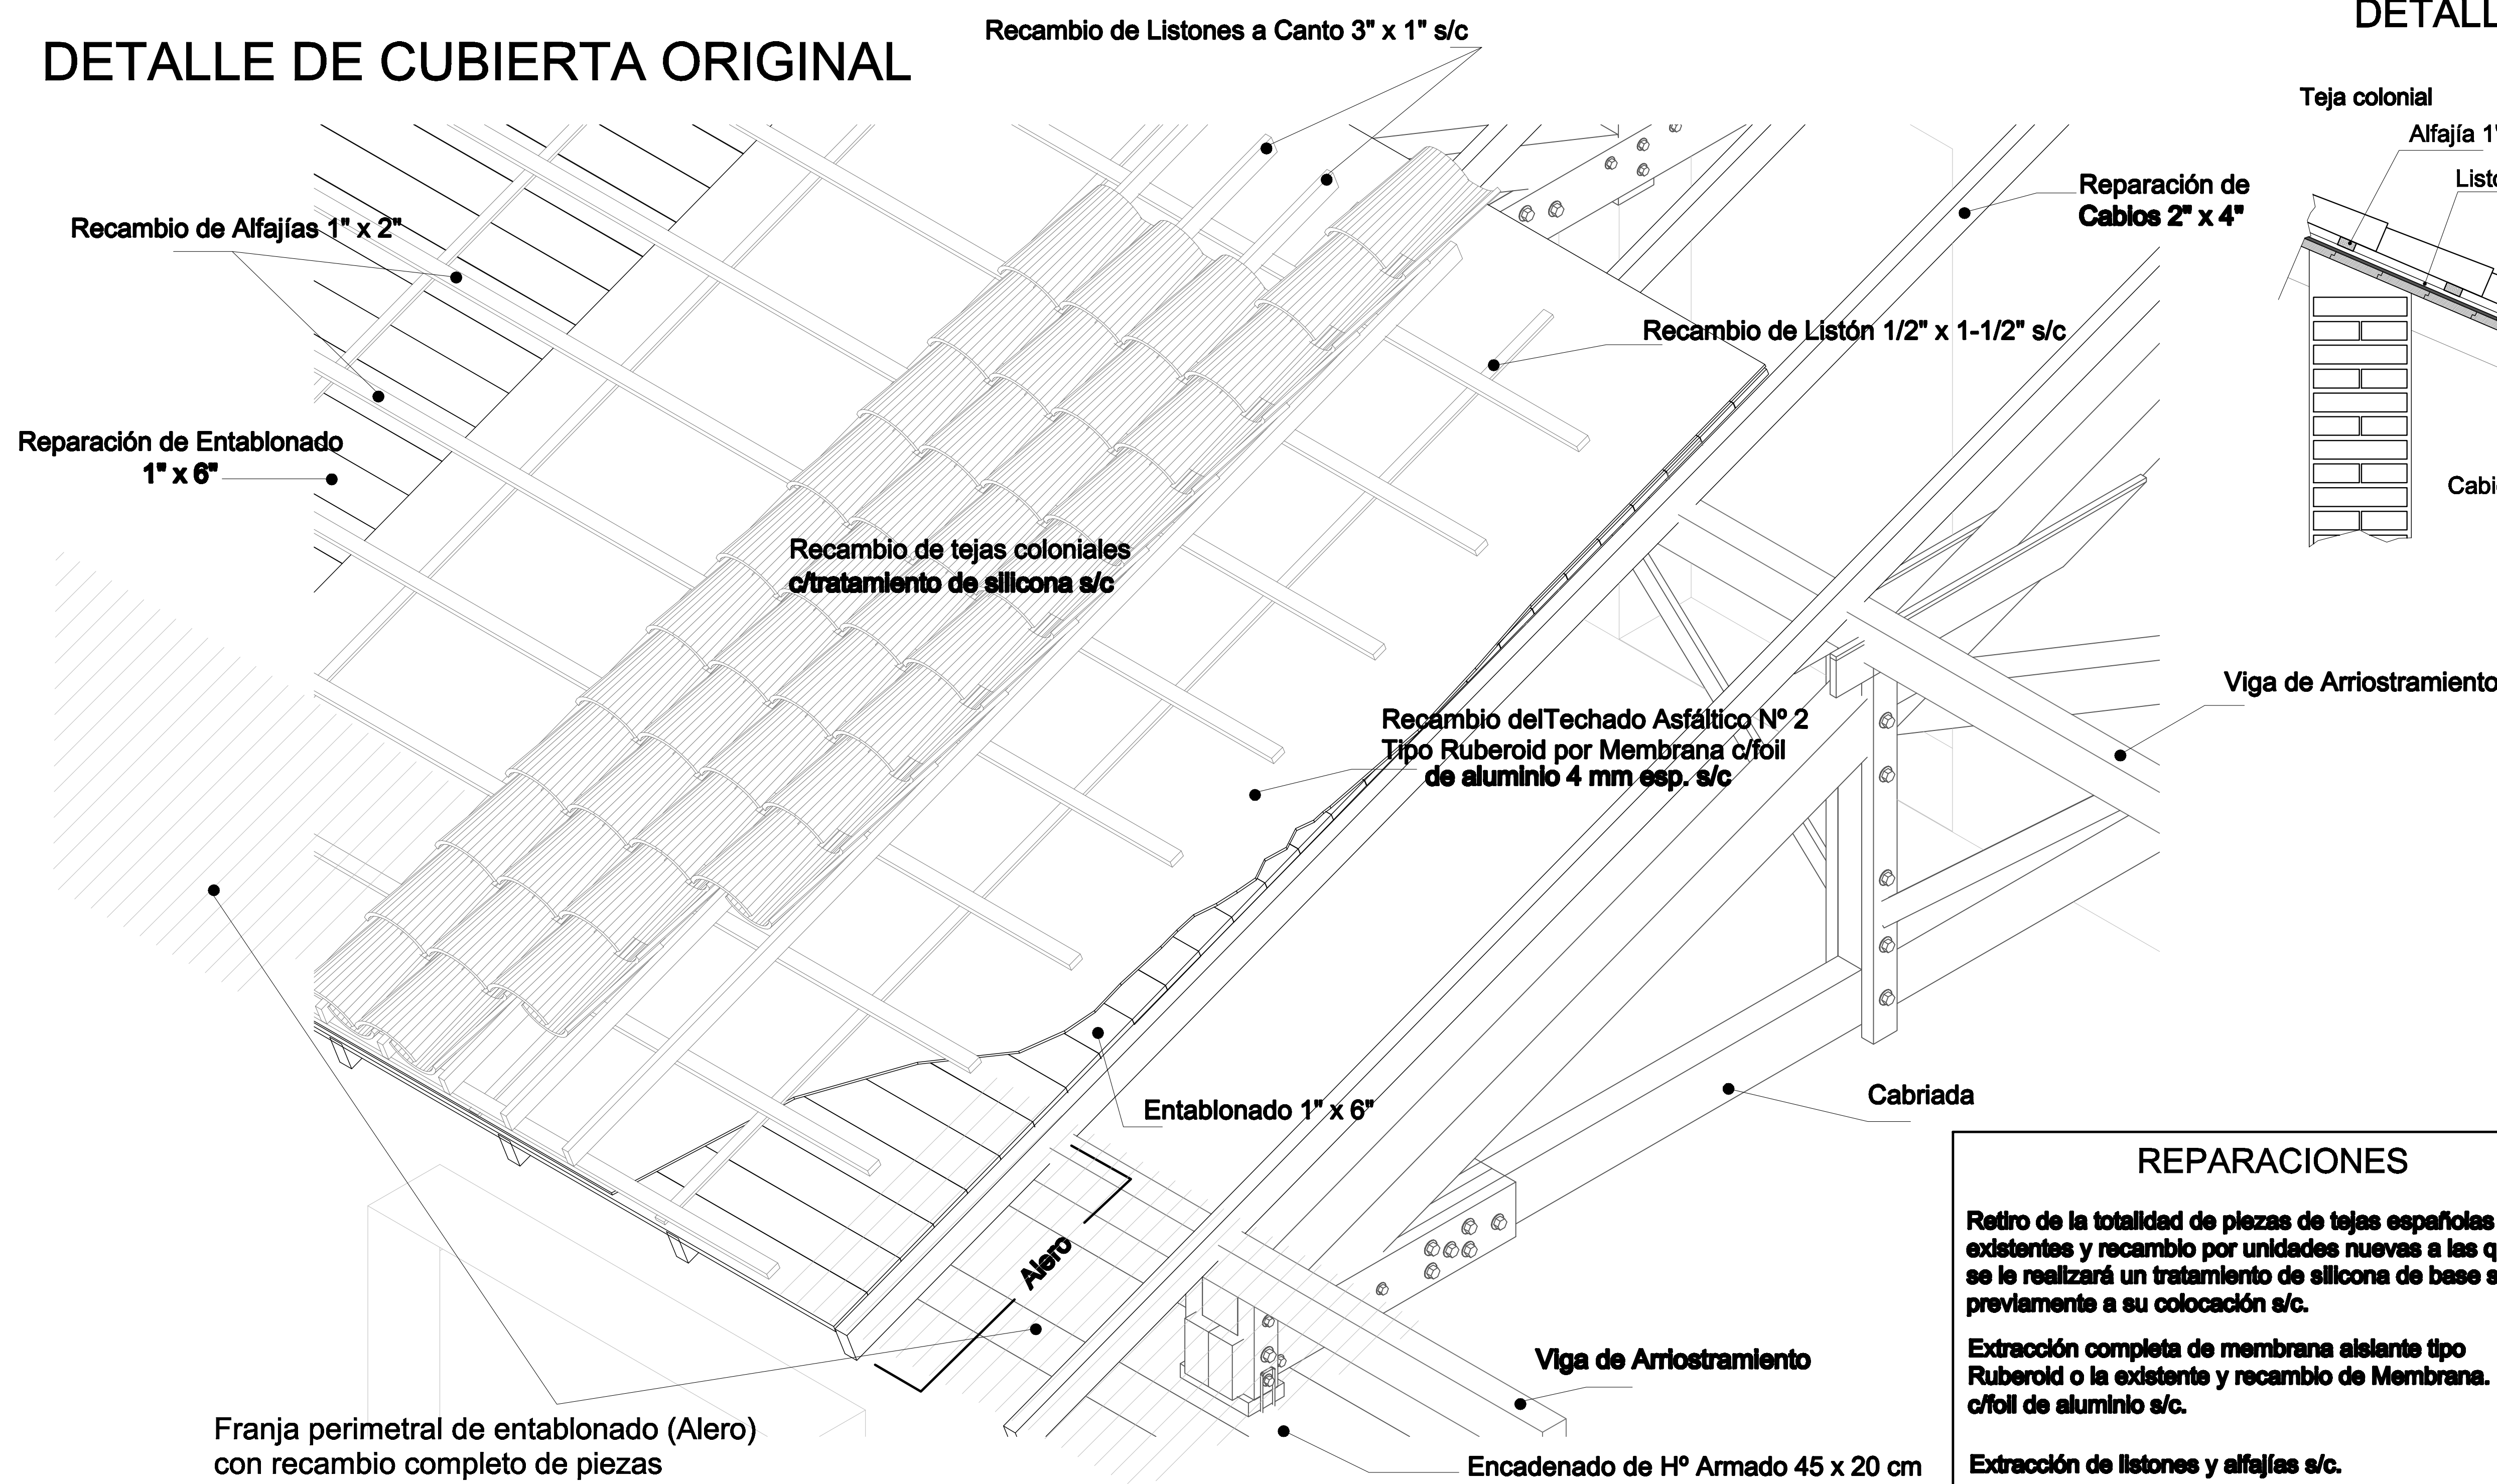 DETALLE DE CUBIERTA ORIGINAL
Recambio de Listones a Canto 3" x 1" s/c
Teja colonial
Alfajía 1"
Reparación de
Cabios 2" x 4"
Recambio de Alfajías 1" x 2"
Recambio de Listón 1/2" x 1-1/2" s/c
Reparación de Entablonado
1" x 6"
Recambio de tejas coloniales
c/tratamiento de silicona s/c
Viga de Arriostramiento
Recambio delTechado Asfáltico Nº 2
Tipo Ruberoid por Membrana c/foil
de aluminio 4 mm esp. s/c
Cabriada
Entablonado 1" x 6"
Alero
Viga de Arriostramiento
Franja perimetral de entablonado (Alero)
con recambio completo de piezas
Encadenado de Hº Armado 45 x 20 cm
REPARACIONES
Retiro de la totalidad de piezas de tejas españolas
existentes y recambio por unidades nuevas a las
se le realizará un tratamiento de silicona de base
previamente a su colocación s/c.
Extracción completa de membrana aislante tipo
Ruberoid o la existente y recambio de Membrana.
c/foil de aluminio s/c.
Extracción de listones y alfajías s/c.